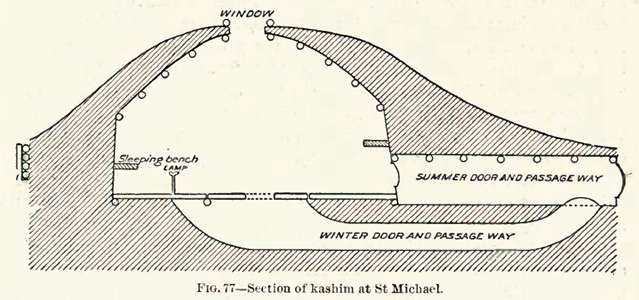 WINDOW
Sleeping bench
LAMP
SUMMER DOOR AND PASSAGE WAY
WINTER DOOR AND PASSAGE WAY
FIG. 77—Section of kashim at St Michael.